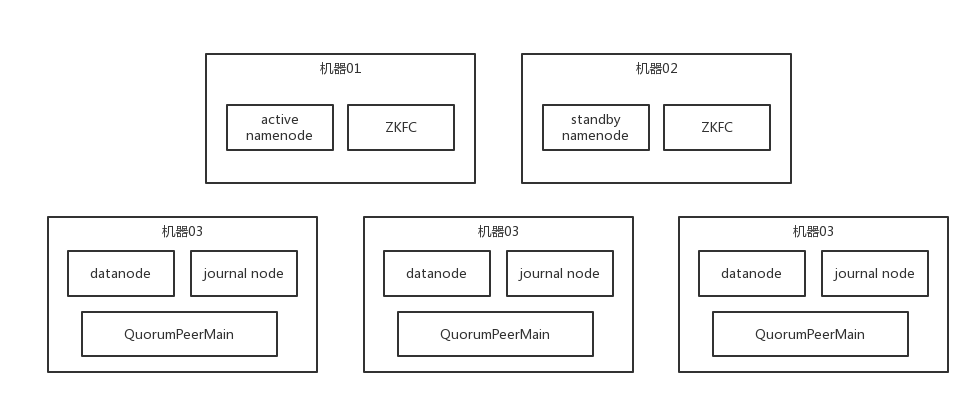 机器01
active
namenode
ZKFC
机器02
standby
namenode
ZKFC
机器03
datanode
journal node
QuorumPeerMain
机器03
datanode
journal node
QuorumPeerMain
机器03
datanode
journal node
QuorumPeerMain